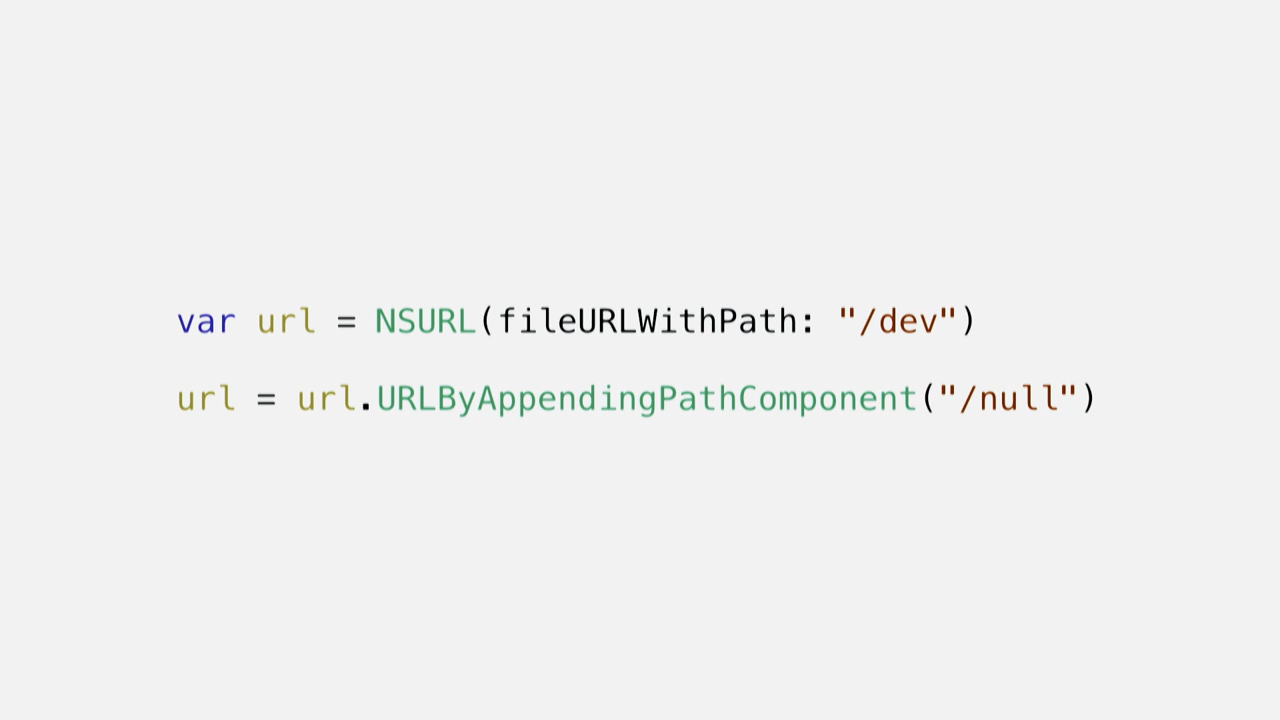 var url = NSURL(fileURLWithPath: "/dev")
url = url.URLByAppendingPathComponent("/null")